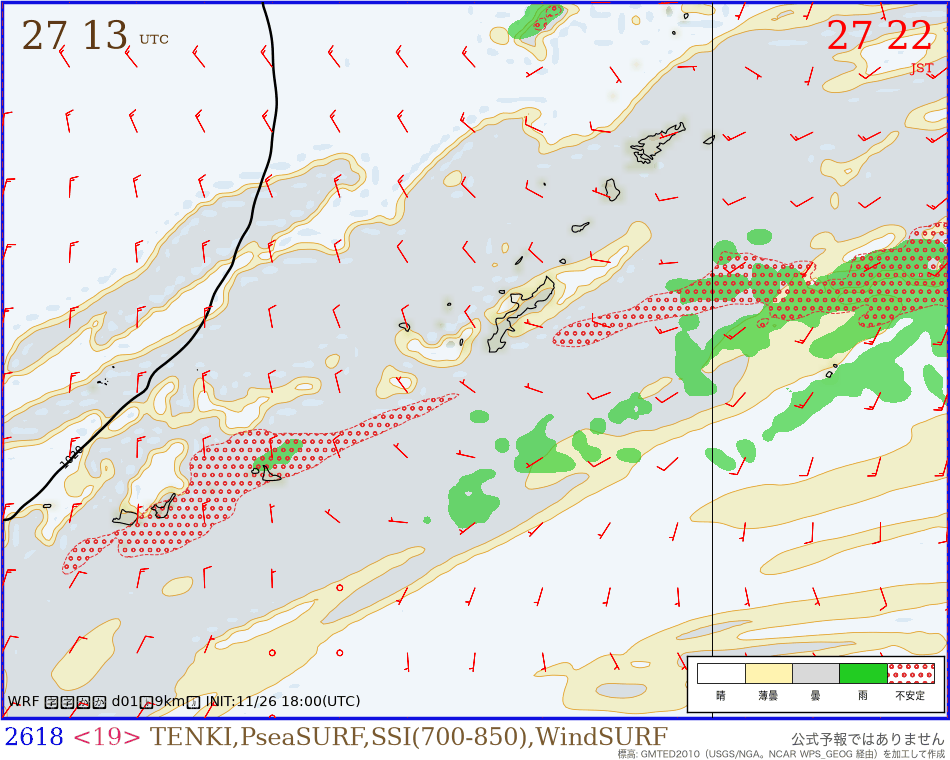 27 13 UTC
27 22
JST
1020
WRF d01 9km INIT:11/26 18:00(UTC)
晴 薄曇 曇 雨 不安定
2618 <19> TENKI,PseaSURF,SSI(700-850),WindSURF
公式予報ではありません
標高: GMTED2010（USGS/NGA。NCAR WPS_GEOG 経由）を加工して作成